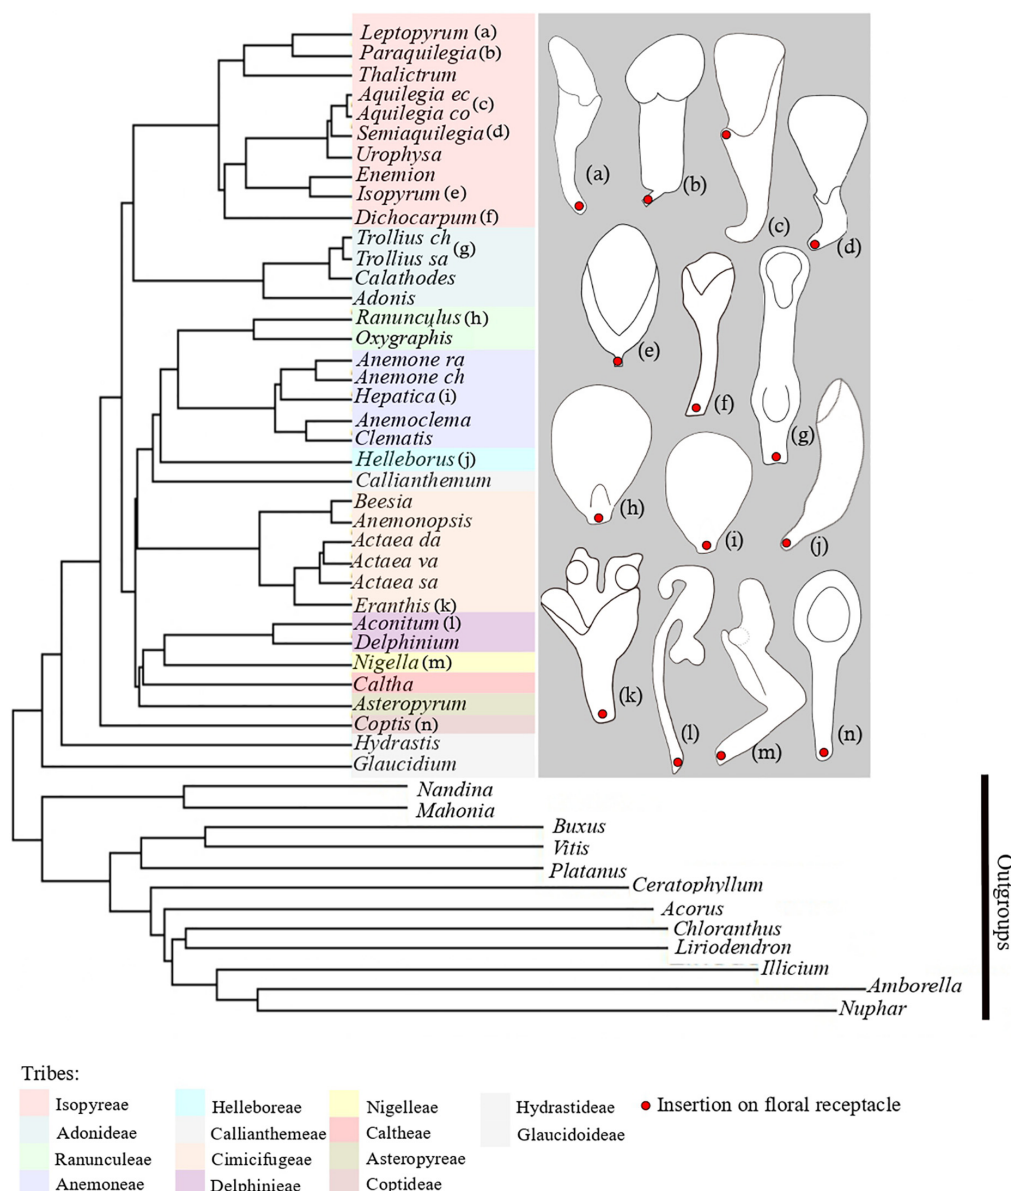 Leptopyrum (a)
Paraquilegia (b)
Thalictrum
Aquilegia ec
(c)
Aquilegia co
Semiaquilegia (d)
Urophysa
Enemion
Isopyrum (e)
Dichocarpum (f)
Trollius ch
(g)
Trollius sa
Calathodes
Adonis
Ranunculus (h)
Oxygraphis
Anemone ra
Anemone ch
Hepatica (i)
Anemoclema
Clematis
Helleborus (j)
Callianthemum
Beesia
Anemonopsis
Actaea da
Actaea va
Actaea sa
Eranthis (k)
Aconitum (l)
Delphinium
Nigella (m)
Caltha
Asteropyrum
Coptis (n)
Hydrastis
Glaucidium
(a)
(b)
(c)
(d)
(e)
(f)
(g)
(h)
(i)
(j)
(k)
(l)
(m)
(n)
Nandina
Mahonia
Buxus
Vitis
Platanus
Ceratophyllum
Acorus
Chloranthus
Liriodendron
Illicium
Amborella
Nuphar
Outgroups
Tribes:
Isopyreae
Adonideae
Ranunculeae
Anemoneae
Helleboreae
Callianthemeae
Cimicifugeae
Delphinieae
Nigelleae
Caltheae
Asteropyreae
Coptideae
Hydrastideae
Glaucidoideae
Insertion on floral receptacle